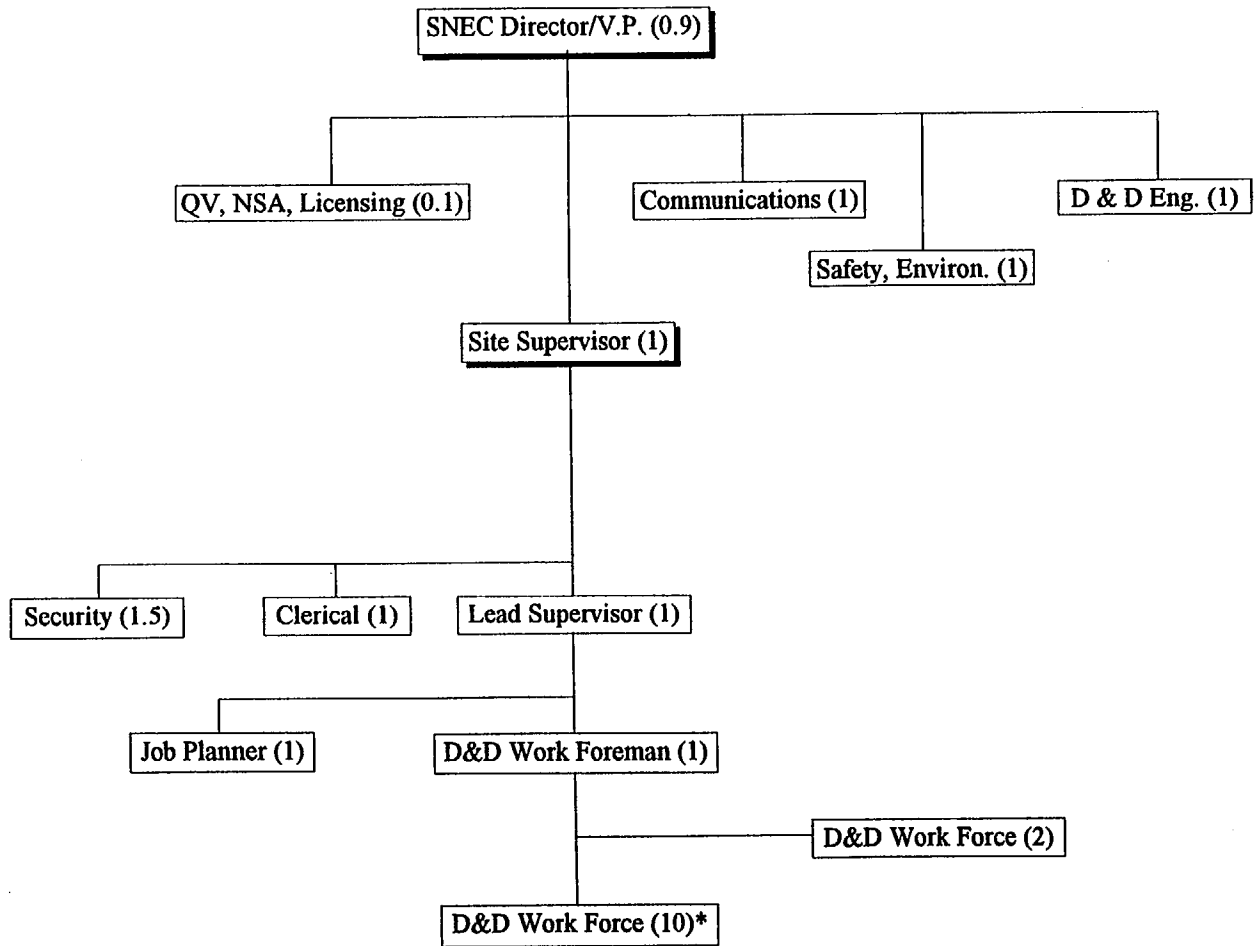 SNEC Director/V.P. (0.9)
QV, NSA, Licensing (0.1)
Communications (1)
D & D Eng. (1)
Safety, Environ. (1)
Site Supervisor (1)
Security (1.5)
Clerical (1)
Lead Supervisor (1)
Job Planner (1)
D&D Work Foreman (1)
D&D Work Force (2)
D&D Work Force (10)*